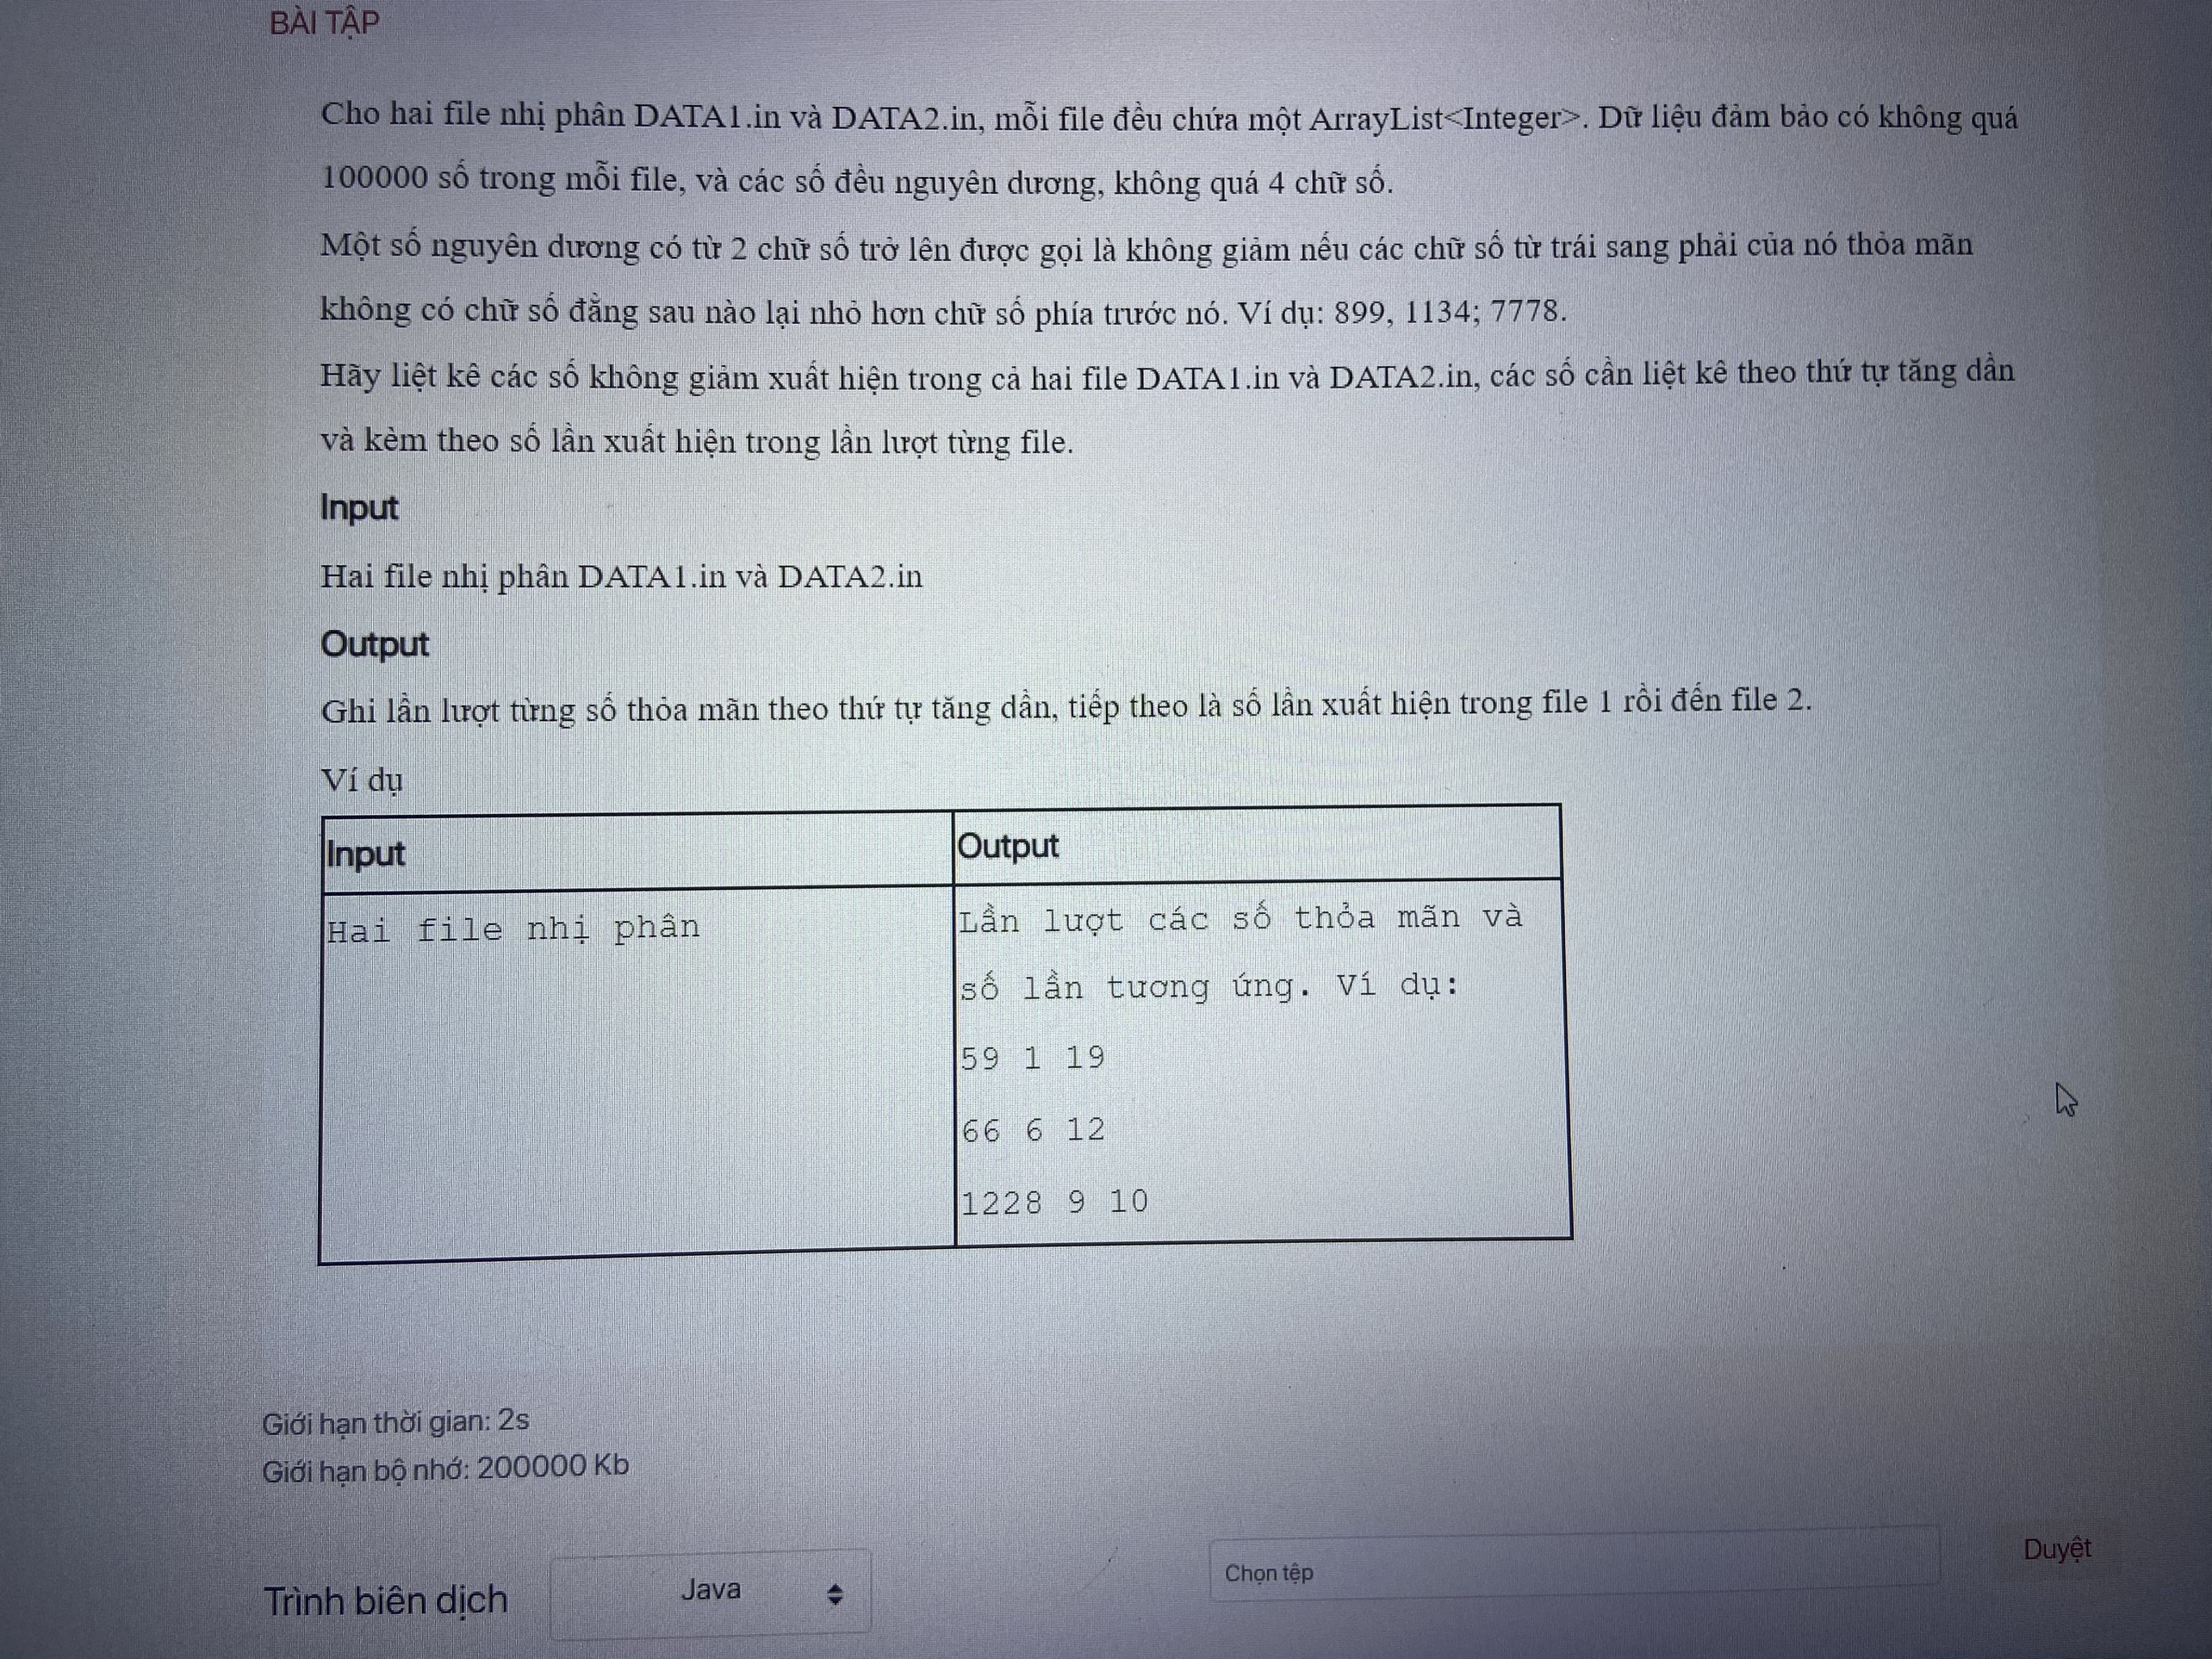 BÀI TẬP
Cho hai file nhị phân DATA1.in và DATA2.in, mỗi file đều chứa một ArrayList<Integer>. Dữ liệu đảm bảo có không quá
100000 số trong mỗi file, và các số đều nguyên dương, không quá 4 chữ số.
Một số nguyên dương có từ 2 chữ số trở lên được gọi là không giảm nếu các chữ số từ trái sang phải của nó thỏa mãn
không có chữ số đằng sau nào lại nhỏ hơn chữ số phía trước nó. Ví dụ: 899, 1134; 7778.
Hãy liệt kê các số không giảm xuất hiện trong cả hai file DATA1.in và DATA2.in, các số cần liệt kê theo thứ tự tăng dần
và kèm theo số lần xuất hiện trong lần lượt từng file.
Input
Hai file nhị phân DATA1.in và DATA2.in
Output
Ghi lần lượt từng số thỏa mãn theo thứ tự tăng dần, tiếp theo là số lần xuất hiện trong file 1 rồi đến file 2.
Ví dụ
Input Output
Hai file nhị phân
Lần lượt các số thỏa mãn và
số lần tương ứng. Ví dụ:
59 1 19
66 6 12
1228 9 10
Giới hạn thời gian: 2s
Giới hạn bộ nhớ: 200000 Kb
Trình biên dịch Java Chọn tệp Duyệt